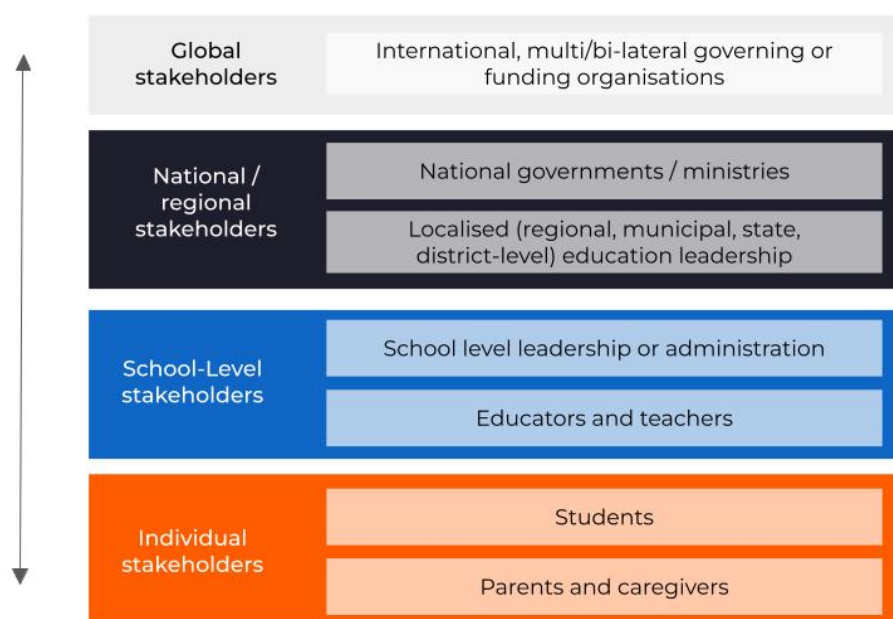 Global
stakeholders
International, multi/bi-lateral governing or
funding organisations
National /
regional
stakeholders
National governments / ministries
Localised (regional, municipal, state,
district-level) education leadership
School-Level
stakeholders
School level leadership or administration
Educators and teachers
Individual
stakeholders
Students
Parents and caregivers